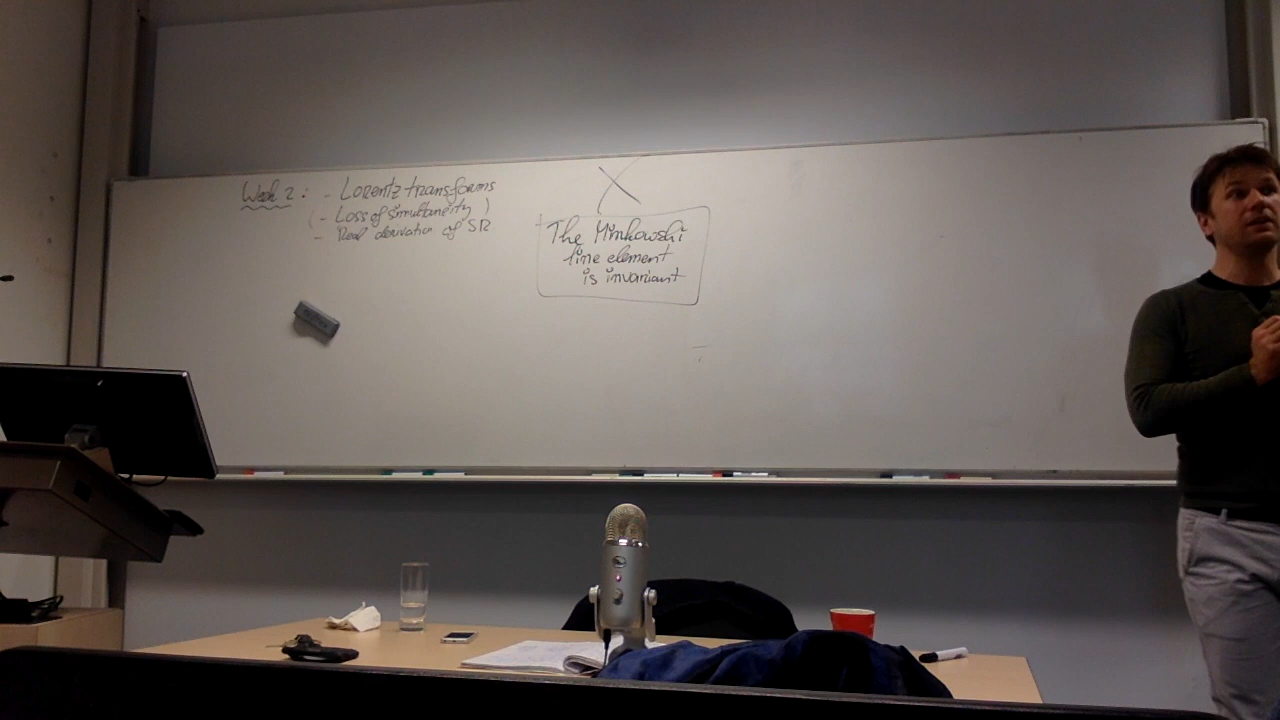 Week 2: - Lorentz transforms
(- Loss of simultaneity)
- Real derivation of SR
The Minkowski
line element
is invariant